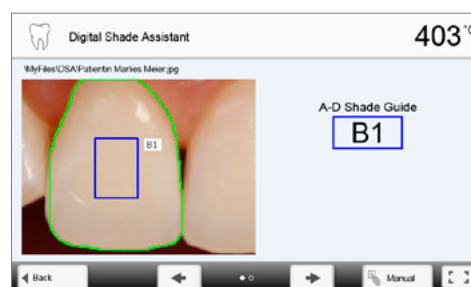 Digital Shade Assistant
403°C
\MyFiles\DSA\Patientin Maries Meier.jpg
A-D Shade Guide
B1
B1
Back
Manual